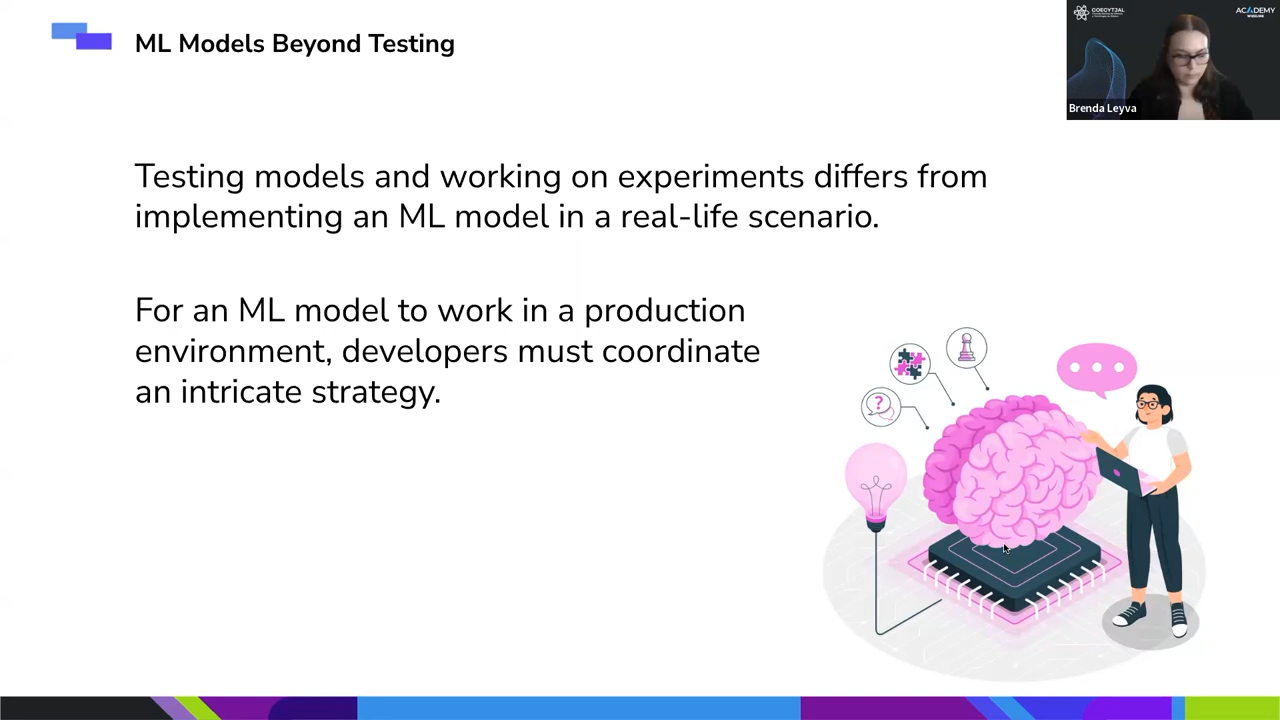 ML Models Beyond Testing
COECYTJAL
ACADEMY
WIZELINE
Brenda Leyva
Testing models and working on experiments differs from
implementing an ML model in a real-life scenario.
For an ML model to work in a production
environment, developers must coordinate
an intricate strategy.
?